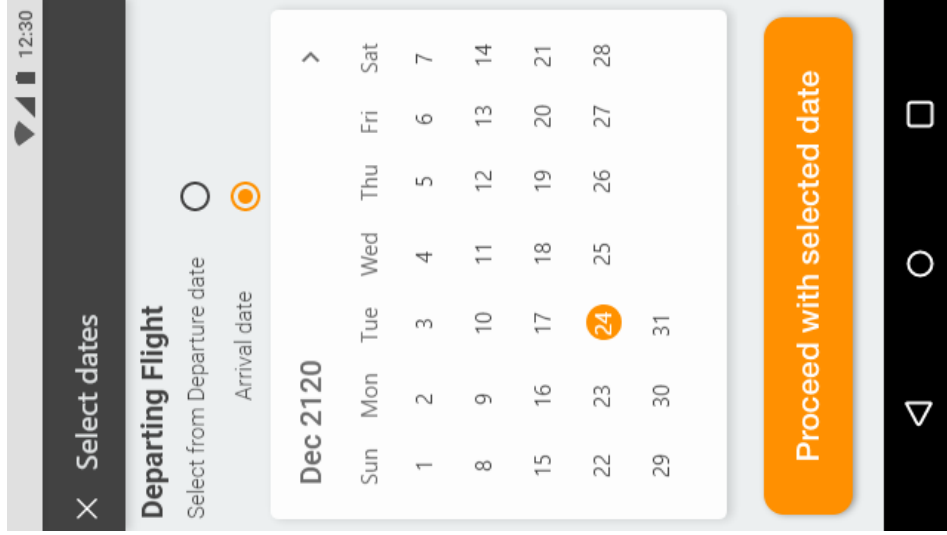 12:30
Select dates
Departing Flight
Select from Departure date
Arrival date
Dec 2120
Sun Mon Tue Wed Thu Fri Sat
1 2 3 4 5 6 7
8 9 10 11 12 13 14
15 16 17 18 19 20 21
22 23 24 25 26 27 28
29 30 31
Proceed with selected date